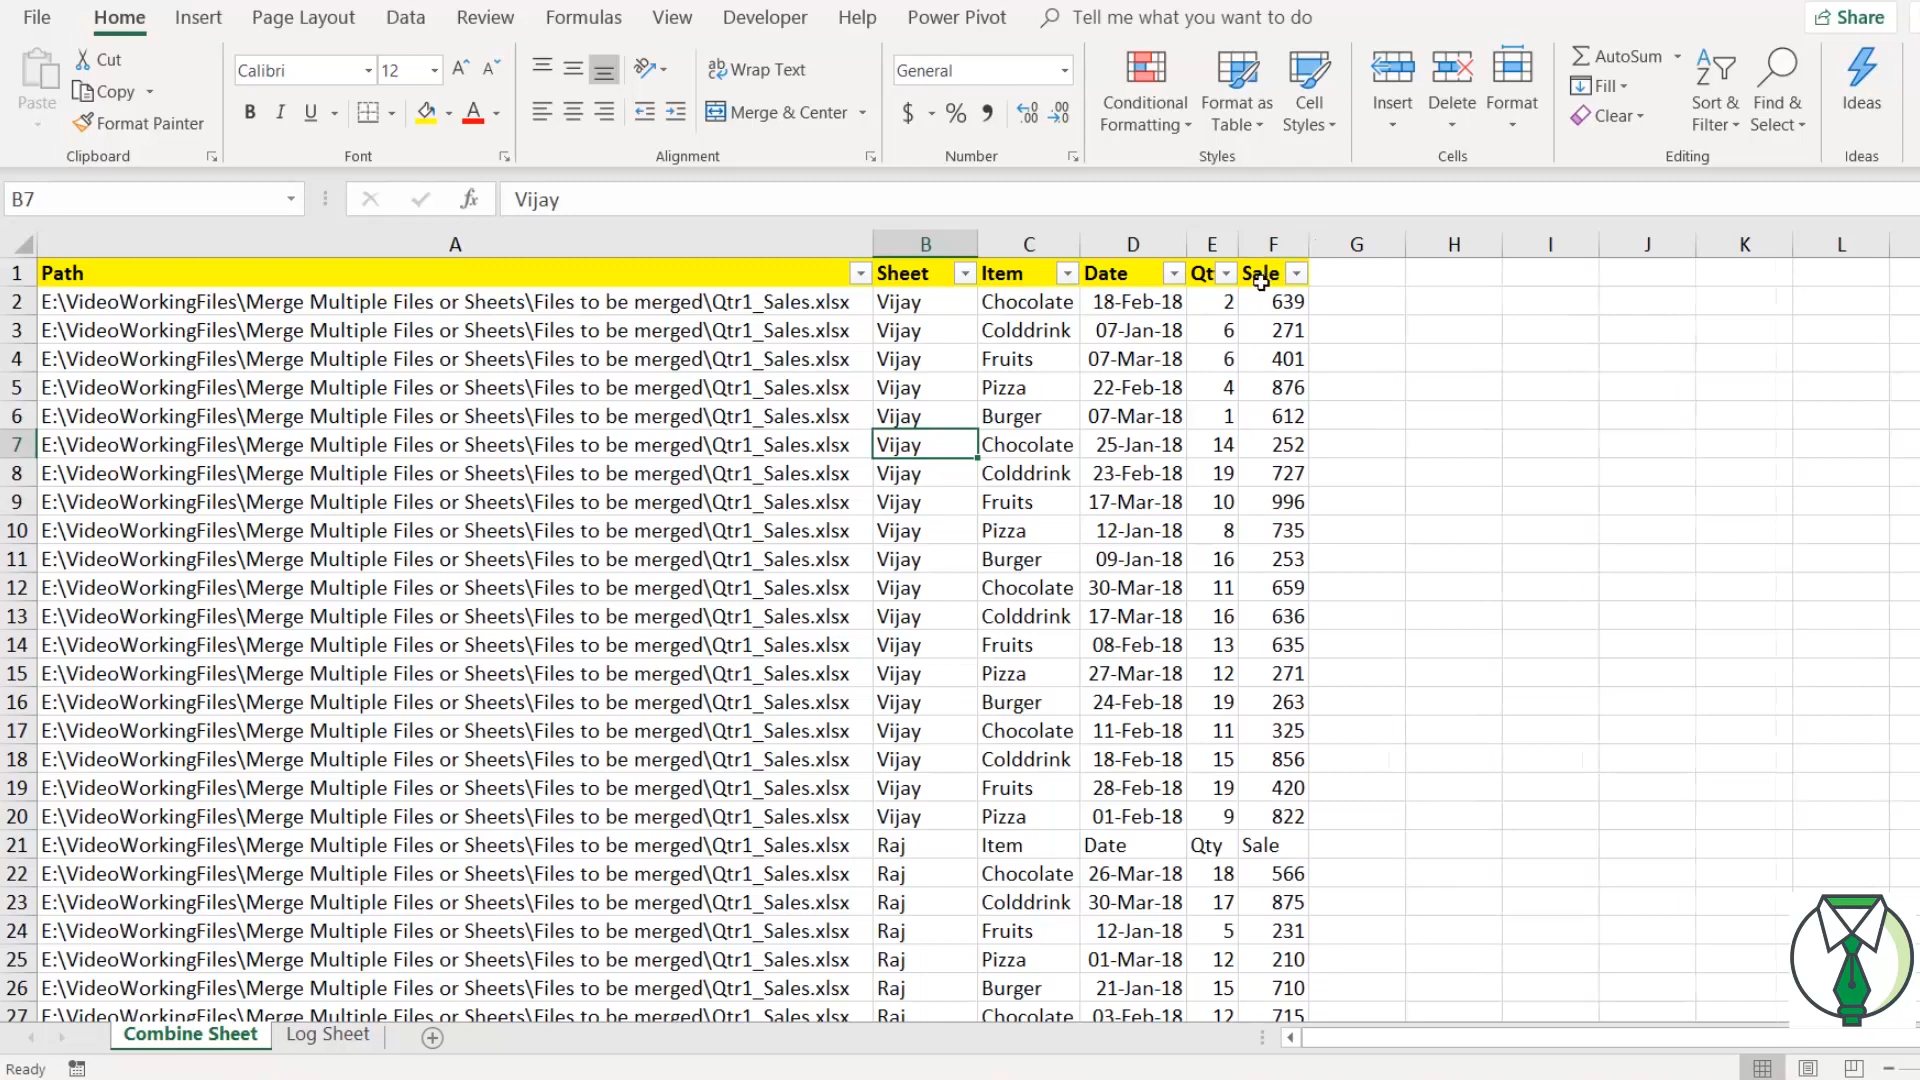 File Home Insert Page Layout Formulas Data Review View Developer Help Power Pivot Tell me what you want to do Share
Paste Cut Copy Format Painter Clipboard
Calibri 12 B I U A Font
Wrap Text Merge & Center Alignment
General $ % Number
Conditional Formatting Format as Table Cell Styles Styles
Insert Delete Format Cells
AutoSum Fill Clear Sort & Filter Find & Select Editing
Ideas Ideas
B7 fx Vijay
A B C D E F G H I J K L
1 Path Sheet Item Date Qt Sale
2 E:\VideoWorkingFiles\Merge Multiple Files or Sheets\Files to be merged\Qtr1_Sales.xlsx Vijay Chocolate 18-Feb-18 2 639
3 E:\VideoWorkingFiles\Merge Multiple Files or Sheets\Files to be merged\Qtr1_Sales.xlsx Vijay Colddrink 07-Jan-18 6 271
4 E:\VideoWorkingFiles\Merge Multiple Files or Sheets\Files to be merged\Qtr1_Sales.xlsx Vijay Fruits 07-Mar-18 6 401
5 E:\VideoWorkingFiles\Merge Multiple Files or Sheets\Files to be merged\Qtr1_Sales.xlsx Vijay Pizza 22-Feb-18 4 876
6 E:\VideoWorkingFiles\Merge Multiple Files or Sheets\Files to be merged\Qtr1_Sales.xlsx Vijay Burger 07-Mar-18 1 612
7 E:\VideoWorkingFiles\Merge Multiple Files or Sheets\Files to be merged\Qtr1_Sales.xlsx Vijay Chocolate 25-Jan-18 14 252
8 E:\VideoWorkingFiles\Merge Multiple Files or Sheets\Files to be merged\Qtr1_Sales.xlsx Vijay Colddrink 23-Feb-18 19 727
9 E:\VideoWorkingFiles\Merge Multiple Files or Sheets\Files to be merged\Qtr1_Sales.xlsx Vijay Fruits 17-Mar-18 10 996
10 E:\VideoWorkingFiles\Merge Multiple Files or Sheets\Files to be merged\Qtr1_Sales.xlsx Vijay Pizza 12-Jan-18 8 735
11 E:\VideoWorkingFiles\Merge Multiple Files or Sheets\Files to be merged\Qtr1_Sales.xlsx Vijay Burger 09-Jan-18 16 253
12 E:\VideoWorkingFiles\Merge Multiple Files or Sheets\Files to be merged\Qtr1_Sales.xlsx Vijay Chocolate 30-Mar-18 11 659
13 E:\VideoWorkingFiles\Merge Multiple Files or Sheets\Files to be merged\Qtr1_Sales.xlsx Vijay Colddrink 17-Mar-18 16 636
14 E:\VideoWorkingFiles\Merge Multiple Files or Sheets\Files to be merged\Qtr1_Sales.xlsx Vijay Fruits 08-Feb-18 13 635
15 E:\VideoWorkingFiles\Merge Multiple Files or Sheets\Files to be merged\Qtr1_Sales.xlsx Vijay Pizza 27-Mar-18 12 271
16 E:\VideoWorkingFiles\Merge Multiple Files or Sheets\Files to be merged\Qtr1_Sales.xlsx Vijay Burger 24-Feb-18 19 263
17 E:\VideoWorkingFiles\Merge Multiple Files or Sheets\Files to be merged\Qtr1_Sales.xlsx Vijay Chocolate 11-Feb-18 11 325
18 E:\VideoWorkingFiles\Merge Multiple Files or Sheets\Files to be merged\Qtr1_Sales.xlsx Vijay Colddrink 18-Feb-18 15 856
19 E:\VideoWorkingFiles\Merge Multiple Files or Sheets\Files to be merged\Qtr1_Sales.xlsx Vijay Fruits 28-Feb-18 19 420
20 E:\VideoWorkingFiles\Merge Multiple Files or Sheets\Files to be merged\Qtr1_Sales.xlsx Vijay Pizza 01-Feb-18 9 822
21 E:\VideoWorkingFiles\Merge Multiple Files or Sheets\Files to be merged\Qtr1_Sales.xlsx Raj Item Date Qty Sale
22 E:\VideoWorkingFiles\Merge Multiple Files or Sheets\Files to be merged\Qtr1_Sales.xlsx Raj Chocolate 26-Mar-18 18 566
23 E:\VideoWorkingFiles\Merge Multiple Files or Sheets\Files to be merged\Qtr1_Sales.xlsx Raj Colddrink 30-Mar-18 17 875
24 E:\VideoWorkingFiles\Merge Multiple Files or Sheets\Files to be merged\Qtr1_Sales.xlsx Raj Fruits 12-Jan-18 5 231
25 E:\VideoWorkingFiles\Merge Multiple Files or Sheets\Files to be merged\Qtr1_Sales.xlsx Raj Pizza 01-Mar-18 12 210
26 E:\VideoWorkingFiles\Merge Multiple Files or Sheets\Files to be merged\Qtr1_Sales.xlsx Raj Burger 21-Jan-18 15 710
27 E:\VideoWorkingFiles\Merge Multiple Files or Sheets\Files to be merged\Qtr1_Sales.xlsx Raj Chocolate 03-Feb-18 12 715
Combine Sheet Log Sheet
Ready